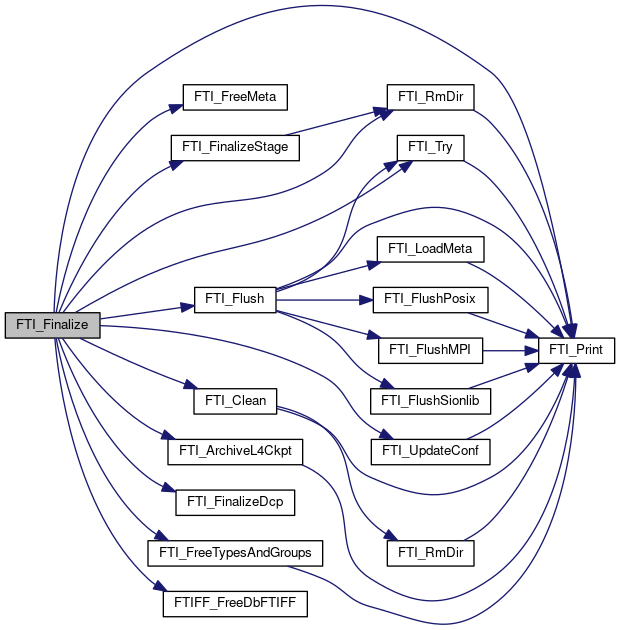 FTI_FreeMeta
FTI_RmDir
FTI_FinalizeStage
FTI_Try
FTI_LoadMeta
FTI_Flush
FTI_FlushPosix
FTI_Finalize
FTI_FlushMPI
FTI_Print
FTI_Clean
FTI_FlushSionlib
FTI_ArchiveL4Ckpt
FTI_UpdateConf
FTI_FinalizeDcp
FTI_FreeTypesAndGroups
FTI_RmDir
FTIFF_FreeDbFTIFF